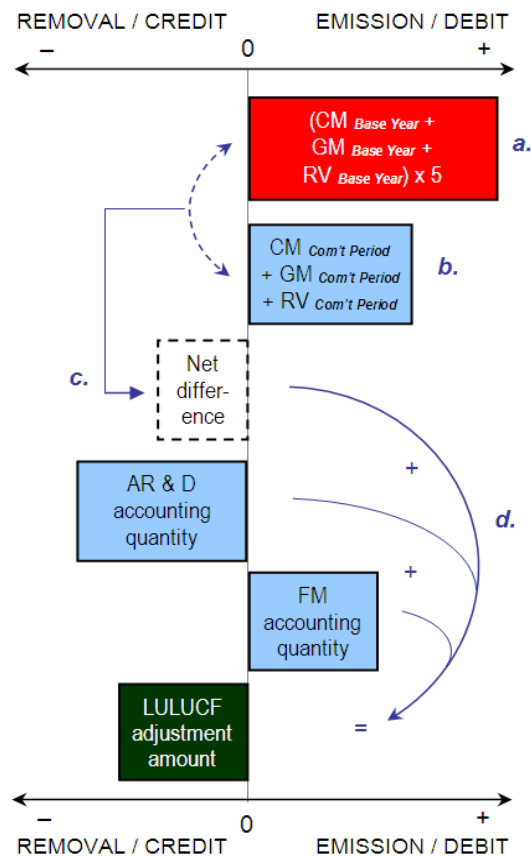 REMOVAL / CREDIT EMISSION / DEBIT
– 0 +
(CM Base Year +
GM Base Year +
RV Base Year) x 5
a.
CM Com't Period
+ GM Com't Period
+ RV Com't Period
b.
Net
differ-
ence
c.
+
AR & D
accounting
quantity
d.
+
FM
accounting
quantity
LULUCF
adjustment
amount
=
– 0 +
REMOVAL / CREDIT EMISSION / DEBIT